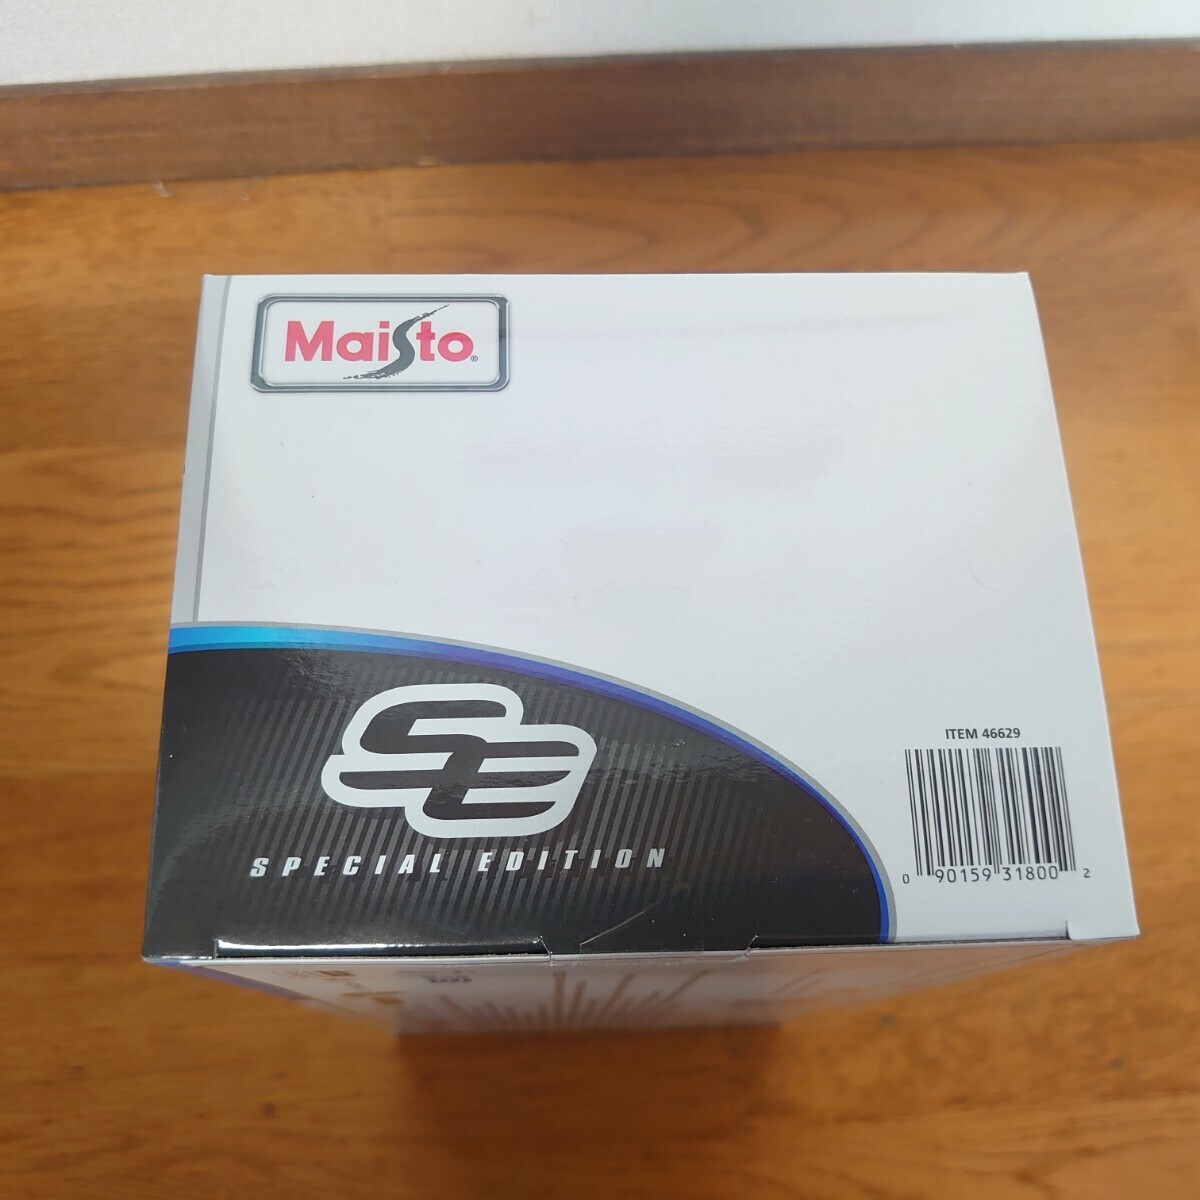 Maisto®
SE
SPECIAL EDITION
ITEM 46629
0 90159 31800 2